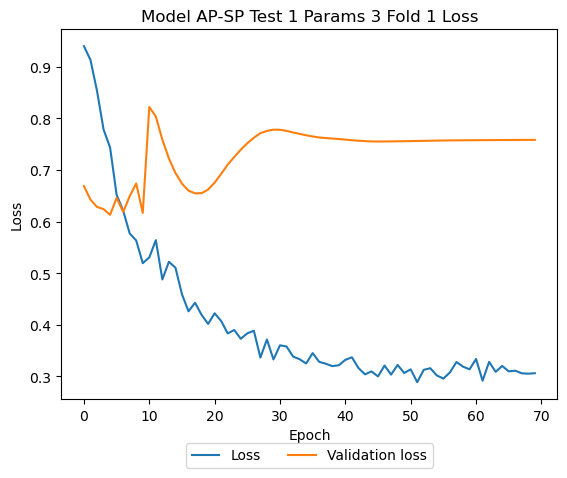 Model AP-SP Test 1 Params 3 Fold 1 Loss
Loss
0.9
0.8
0.7
0.6
0.5
0.4
0.3
0 10 20 30 40 50 60 70
Epoch
Loss Validation loss